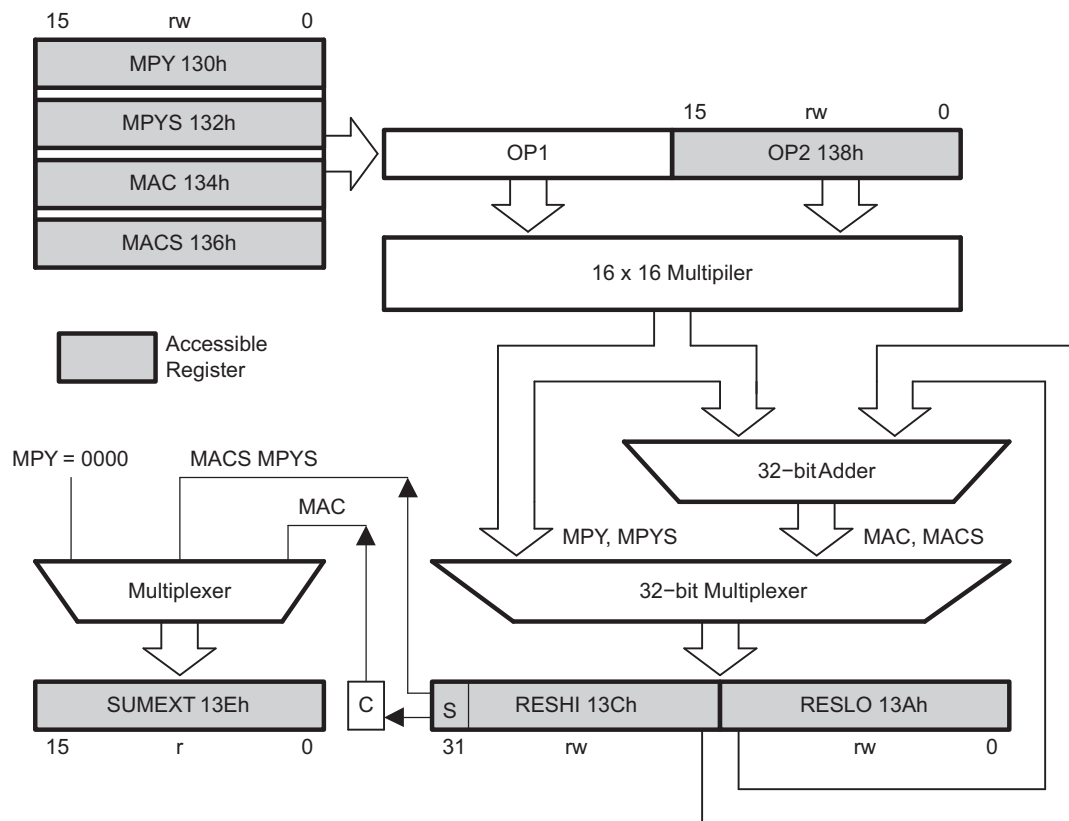 15 rw 0
MPY 130h
MPYS 132h
MAC 134h
MACS 136h
15 rw 0
OP1
OP2 138h
16 x 16 Multipiler
Accessible
Register
32-bit Adder
MPY = 0000
MACS MPYS
MAC
MPY, MPYS
MAC, MACS
Multiplexer
32-bit Multiplexer
SUMEXT 13Eh
C
S
RESHI 13Ch
RESLO 13Ah
15 r 0
31 rw
rw 0